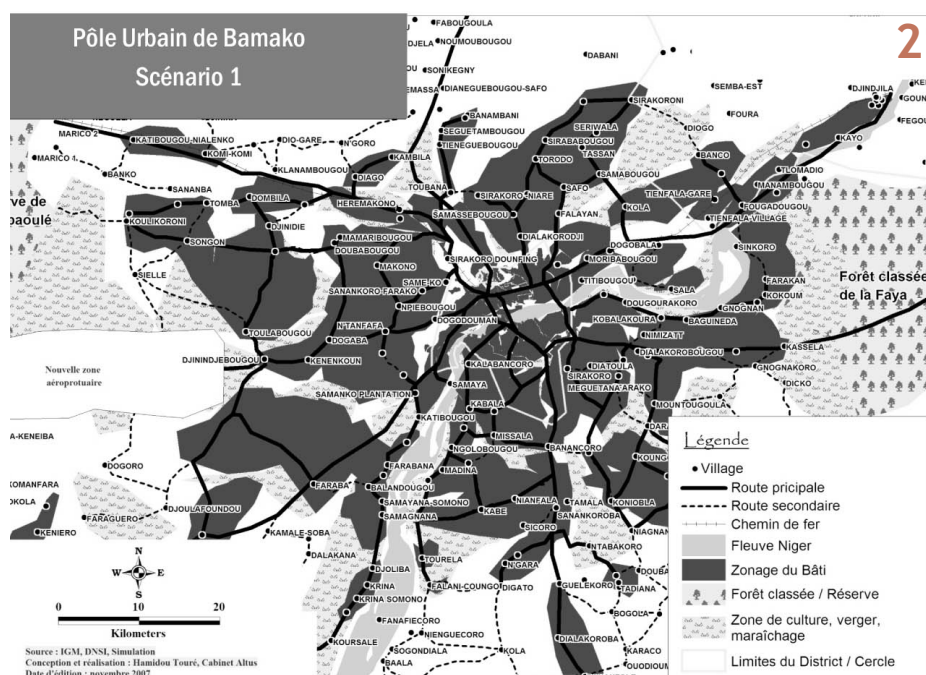 Pôle Urbain de Bamako
Scénario 1
2
FABOUGOULA
NOUMOUBOUGOU
SONIKEGNY
DIANEGUEBOUGOU-SAFO
DABANI
SEMBA-EST
FOURA
DJINDJILA
KAYO
SIRAKORONI
DIOGO
BANCO
TLOMADIO
MANAMBOUGOU
FOUGADOUGOU
TIENFALA-GARE
TIENFALA-VILLAGE
SINKORO
FARAKAN
KOKOUM
GNOGNAN
BANAMBANI
SEGUETAMBOUGOU
TIENEGUEBOUGOU
SERIWALA
SIRABABOUGOU
TASSAN
TORODO
SAMABOUGOU
SAFO
KOLA
FALAYAN
MARICO 2
KATIBOUGOU-NIALENKO
KOMI-KOMI
DIO-GARE
N'GORO
KLANAMBOUGOU
KAMBILA
DIAGO
TOUBANA
MARICO 1
BANKO
SANANBA
TOMBA
DOMBILA
HEREMAKONO
SIRAKORO NIARE
SAMASSEBOUGOU
KOULIKORONI
DJINIDIE
SONGON
MAMARIBOUGOU
DOUBABOUGOU
MAKONO
DIALAKORODJI
DOGOBALA
MORIBABOUGOU
SIRAKORO DOUNFING
SIELLE
SAME-KO
SANANKORO-FARAKO
TITIBOUGOU
SALA
DOUGOURAKORO
Forêt classée
de la Faya
NPIEBOUGOU
DOGODOUMAN
KOBALAKOURA
BAGUINEDA
NIMIZATT
TOULABOUGOU
N'TANFAFA
DOGABA
DJININDJEBOUGOU
KENENKOUN
KALABANCORO
DIATOULA
DIALAKOROBOUGOU
KASSELA
GNOGNAKORO
DICKO
Nouvelle zone
aéroprotuaire
SAMAYA
SIRAKORO
MEGUETANA
SAMANKO PLANTATION
KABALA
MOUNTOUGOULA
KATIBOUGOU
MISSALA
NGOLOBOUGOU
BANANCORO
DOGORO
FARABANA
MADINA
FARABA
BALANDOUGOU
SAMAYANA-SOMONO
SAMAGNANA
KABE
NIANFALA
TAMALA
SANANKOROBA
KONIOBLA
FARAGUERO
DJOULAFOUNDOU
KENIERO
KAMALE-SOBA
SICORO
DALAKANA
TOURELA
NTABAKORO
DJOLIBA
N'GARA
KRINA
FALANI-COUNGO
DIGATO
GUELEKORO
TADIANA
KRINA SOMONO
FANAFIECORO
BOGOLA
KOURSALE
NIENGUECORO
SOGONDIALA
KOLA
DIALAKOROBA
KARACO
BAALA
Légende
Village
Route pricipale
Route secondaire
Chemin de fer
Fleuve Niger
Zonage du Bâti
Forêt classée / Réserve
Zone de culture, verger,
maraîchage
Limites du District / Cercle
N
W E
S
0 10 20
Kilometers
Source : IGM, DNSI, Simulation
Conception et réalisation : Hamidou Touré, Cabinet Altus
Date d'édition : novembre 2007